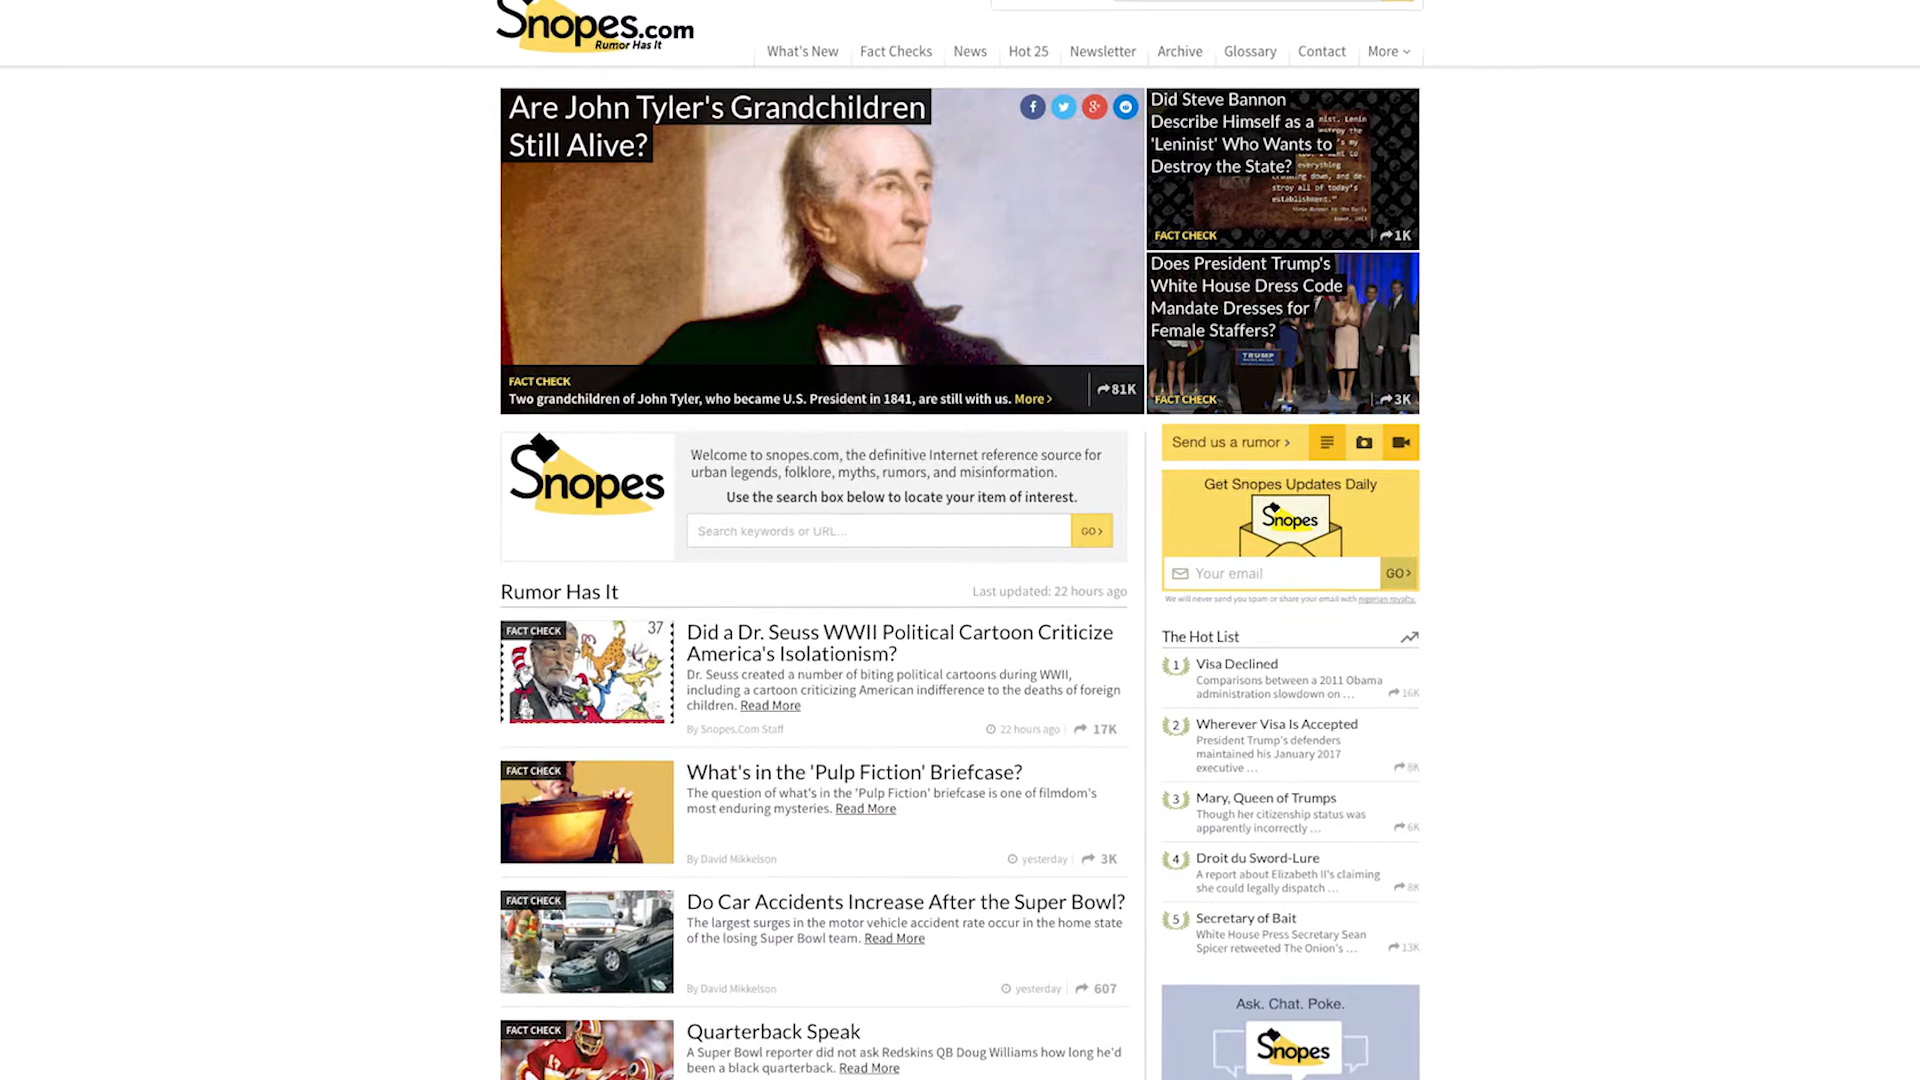 Snopes.com
Rumor Has It
What's New
Fact Checks
News
Hot 25
Newsletter
Archive
Glossary
Contact
More
Are John Tyler's Grandchildren
Still Alive?
FACT CHECK
Two grandchildren of John Tyler, who became U.S. President in 1841, are still with us. More >
81K
Did Steve Bannon
Describe Himself as a
'Leninist' Who Wants to
Destroy the State?
everything
crashing down, and de-
stroy all of today's
establishment."
FACT CHECK
1K
Does President Trump's
White House Dress Code
Mandate Dresses for
Female Staffers?
TRUMP
FACT CHECK
3K
Snopes
Welcome to snopes.com, the definitive Internet reference source for
urban legends, folklore, myths, rumors, and misinformation.
Use the search box below to locate your item of interest.
Search keywords or URL...
GO >
Send us a rumor >
Get Snopes Updates Daily
Snopes
Your email
GO >
We will never send you spam or share your email with nigerian royalty.
Rumor Has It
Last updated: 22 hours ago
FACT CHECK
37
Did a Dr. Seuss WWII Political Cartoon Criticize
America's Isolationism?
Dr. Seuss created a number of biting political cartoons during WWII,
including a cartoon criticizing American indifference to the deaths of foreign
children. Read More
By Snopes.Com Staff
22 hours ago
17K
FACT CHECK
What's in the 'Pulp Fiction' Briefcase?
The question of what's in the 'Pulp Fiction' briefcase is one of filmdom's
most enduring mysteries. Read More
By David Mikkelson
yesterday
3K
FACT CHECK
Do Car Accidents Increase After the Super Bowl?
The largest surges in the motor vehicle accident rate occur in the home state
of the losing Super Bowl team. Read More
By David Mikkelson
yesterday
607
FACT CHECK
Quarterback Speak
A Super Bowl reporter did not ask Redskins QB Doug Williams how long he'd
been a black quarterback. Read More
The Hot List
1
Visa Declined
Comparisons between a 2011 Obama
administration slowdown on ...
16K
2
Wherever Visa Is Accepted
President Trump's defenders
maintained his January 2017
executive ...
8K
3
Mary, Queen of Trumps
Though her citizenship status was
apparently incorrectly ...
6K
4
Droit du Sword-Lure
A report about Elizabeth II's claiming
she could legally dispatch ...
8K
5
Secretary of Bait
White House Press Secretary Sean
Spicer retweeted The Onion's ...
13K
Ask. Chat. Poke.
Snopes